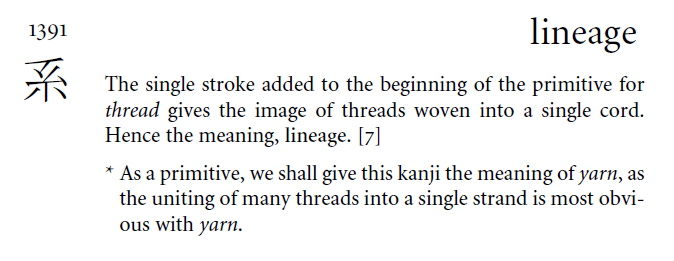 1391 lineage
系
The single stroke added to the beginning of the primitive for
thread gives the image of threads woven into a single cord.
Hence the meaning, lineage. [7]
* As a primitive, we shall give this kanji the meaning of yarn, as
the uniting of many threads into a single strand is most obvi-
ous with yarn.